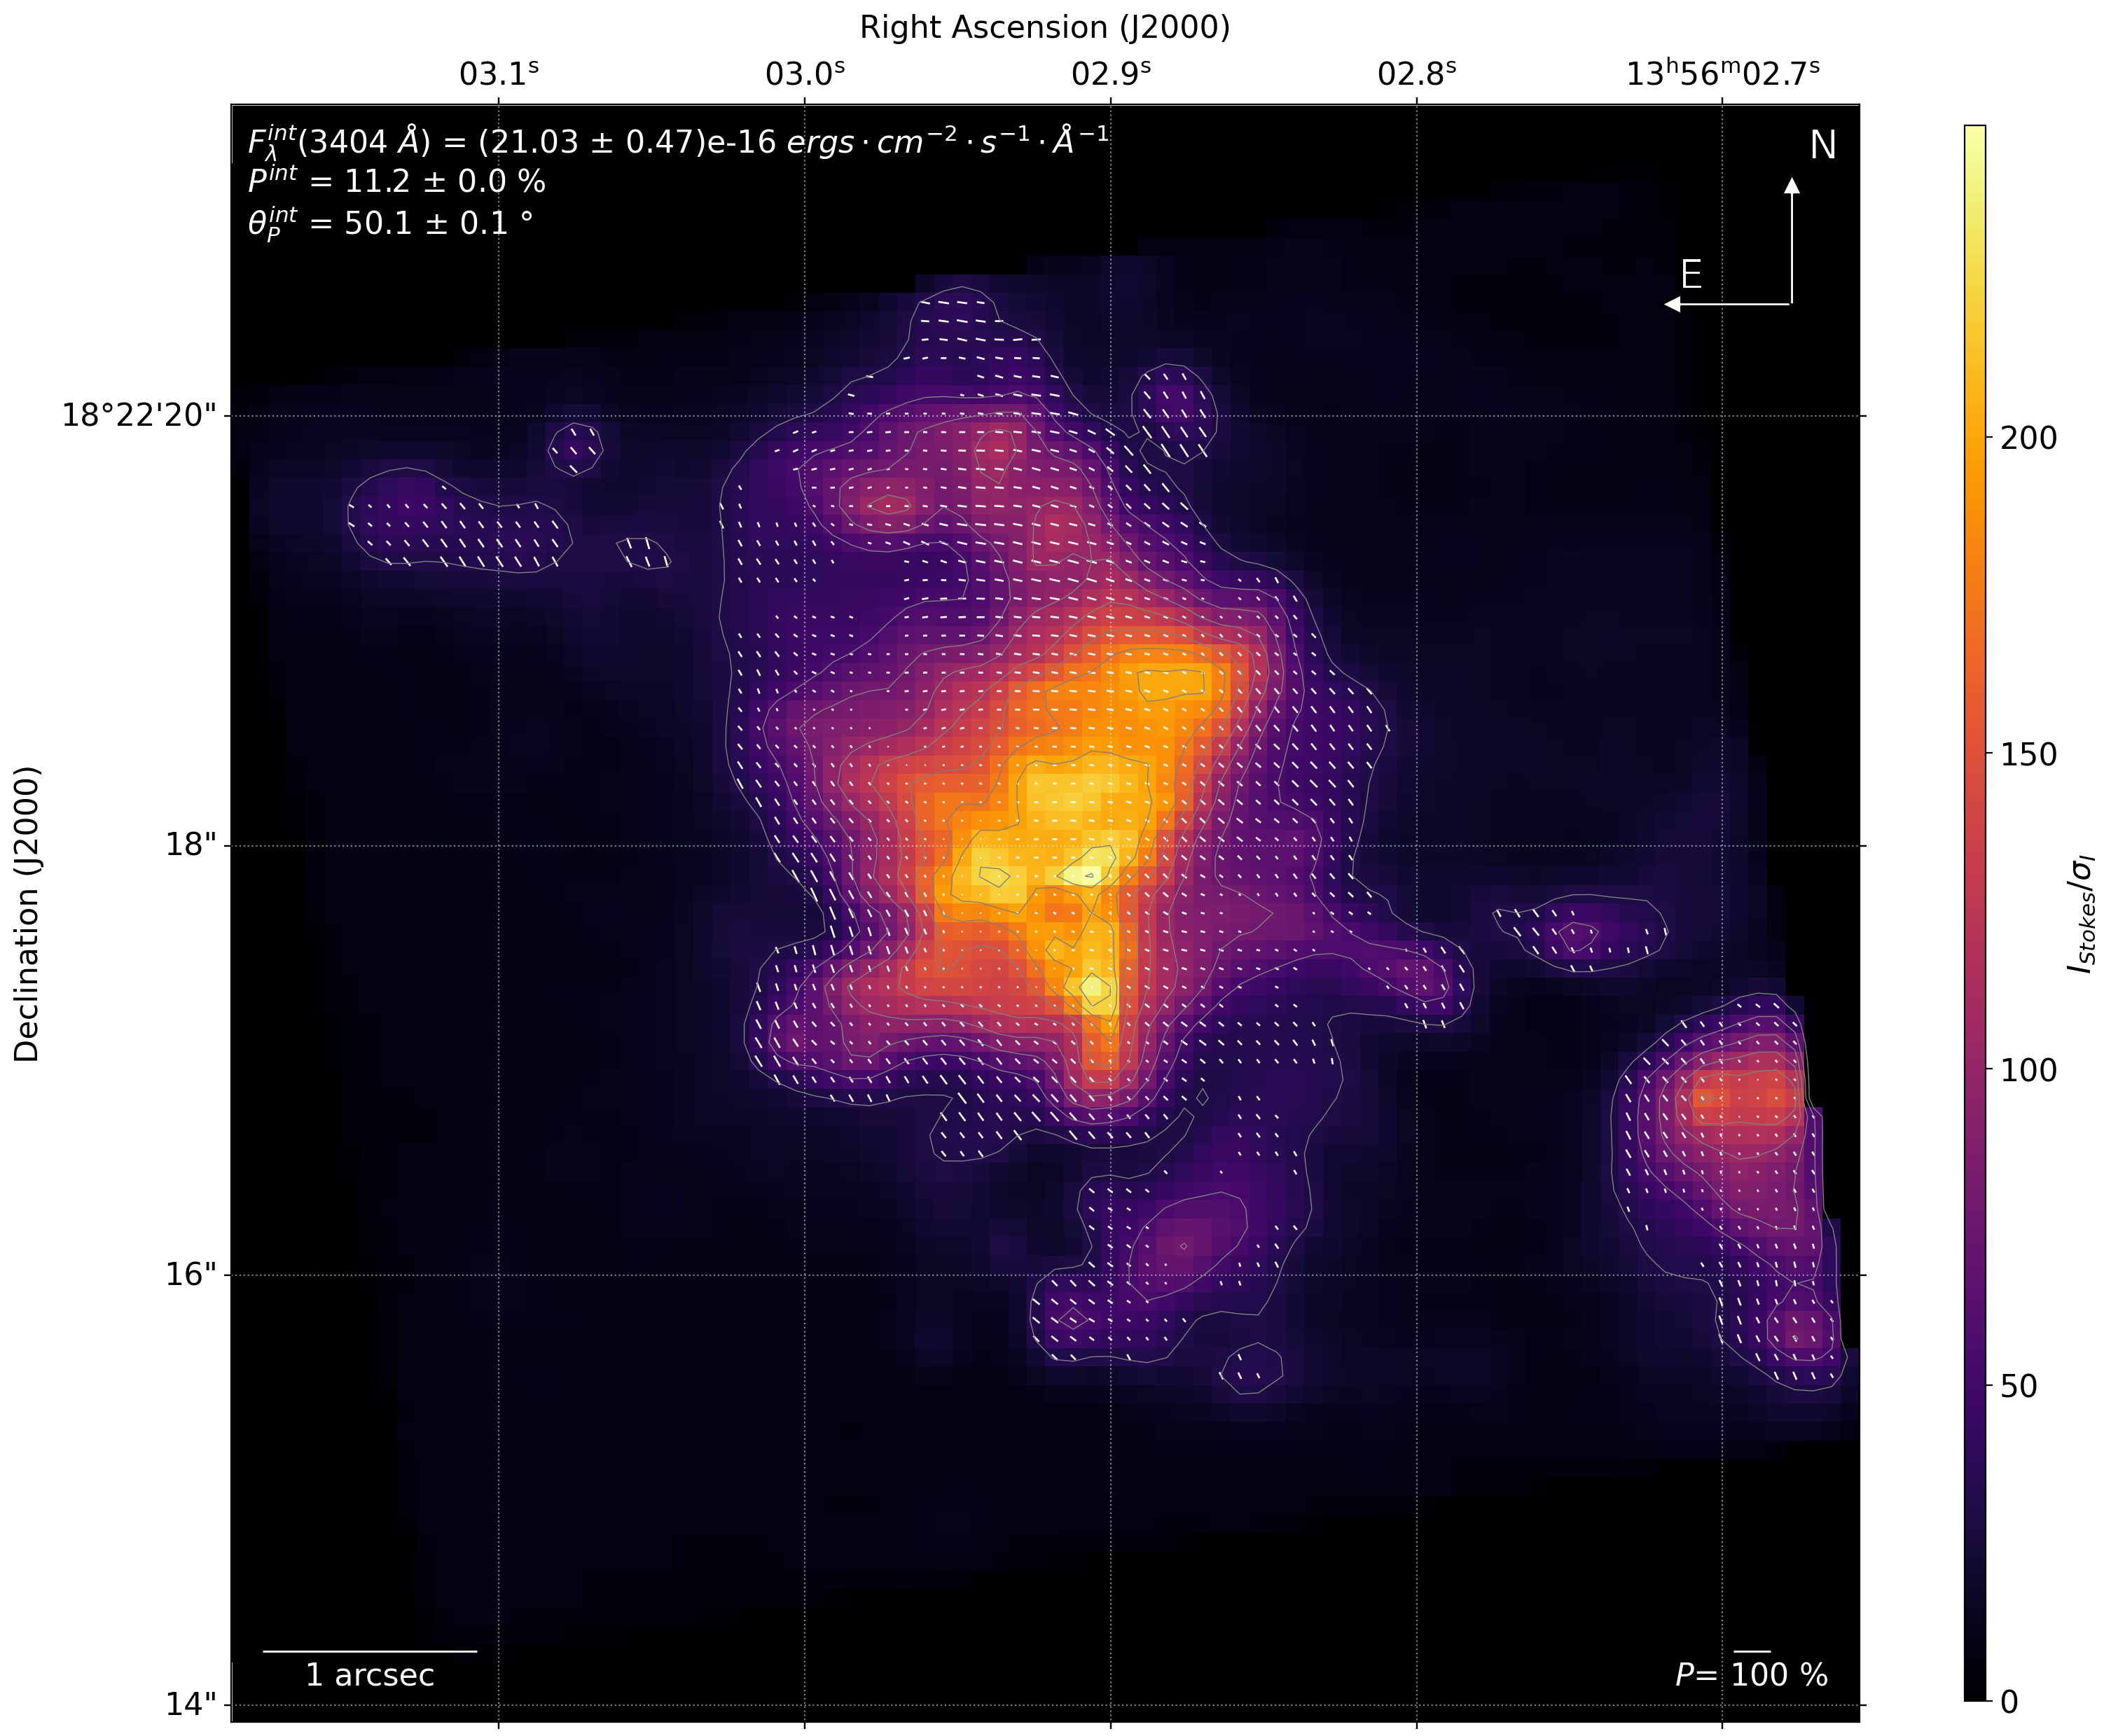 Right Ascension (J2000)
03.1ˢ 03.0ˢ 02.9ˢ 02.8ˢ 13ʰ56ᵐ02.7ˢ
F_λ^int(3404 Å) = (21.03 ± 0.47)e-16 ergs · cm⁻² · s⁻¹ · Å⁻¹
P^int = 11.2 ± 0.0 %
θ_P^int = 50.1 ± 0.1 °
N
E
18°22'20"
18"
16"
14"
Declination (J2000)
1 arcsec
P= 100 %
200
150
100
50
0
I_Stokes/σ_I